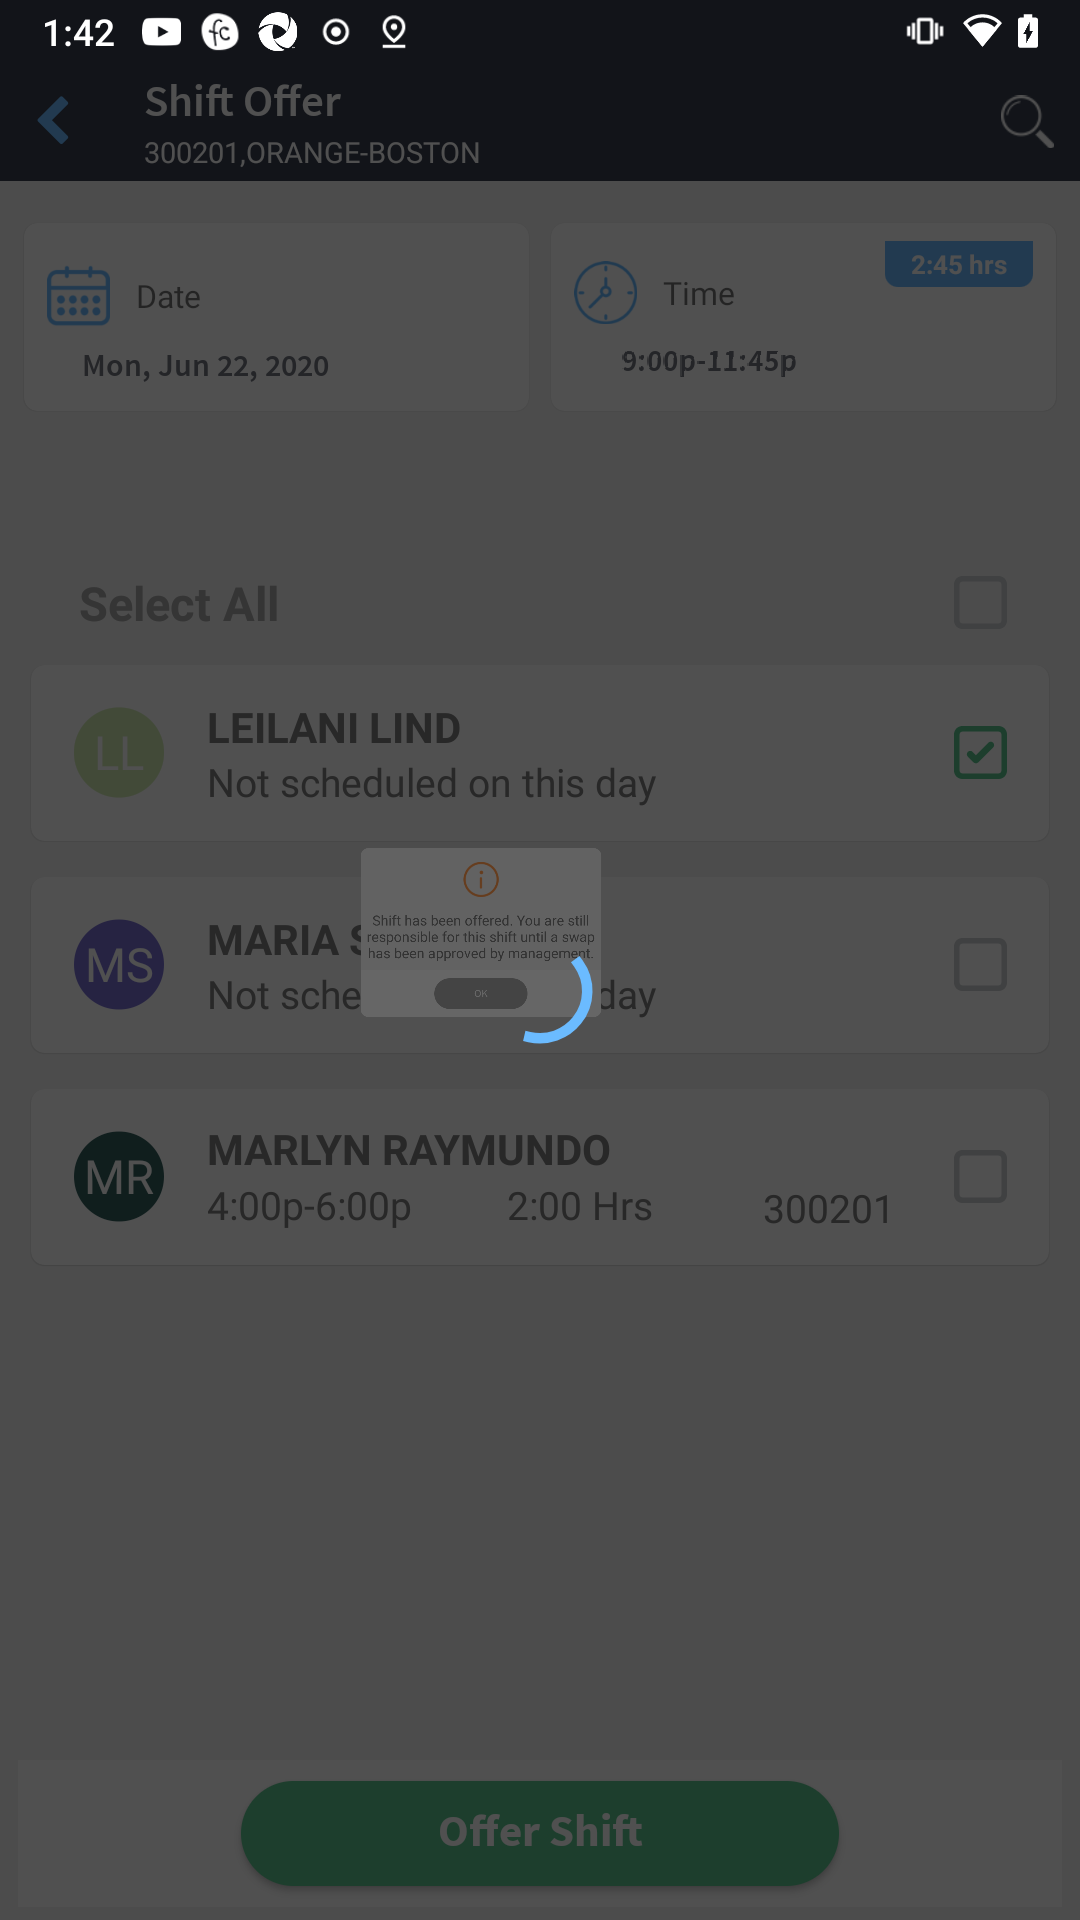 1:42
Shift Offer
300201,ORANGE-BOSTON
Date
Mon, Jun 22, 2020
Time
2:45 hrs
9:00p-11:45p
Select All
LL
LEILANI LIND
Not scheduled on this day
Shift has been offered. You are still
responsible for this shift until a swap
has been approved by management.
OK
MS
MARIA
Not sche
day
MR
MARLYN RAYMUNDO
4:00p-6:00p
2:00 Hrs
300201
Offer Shift